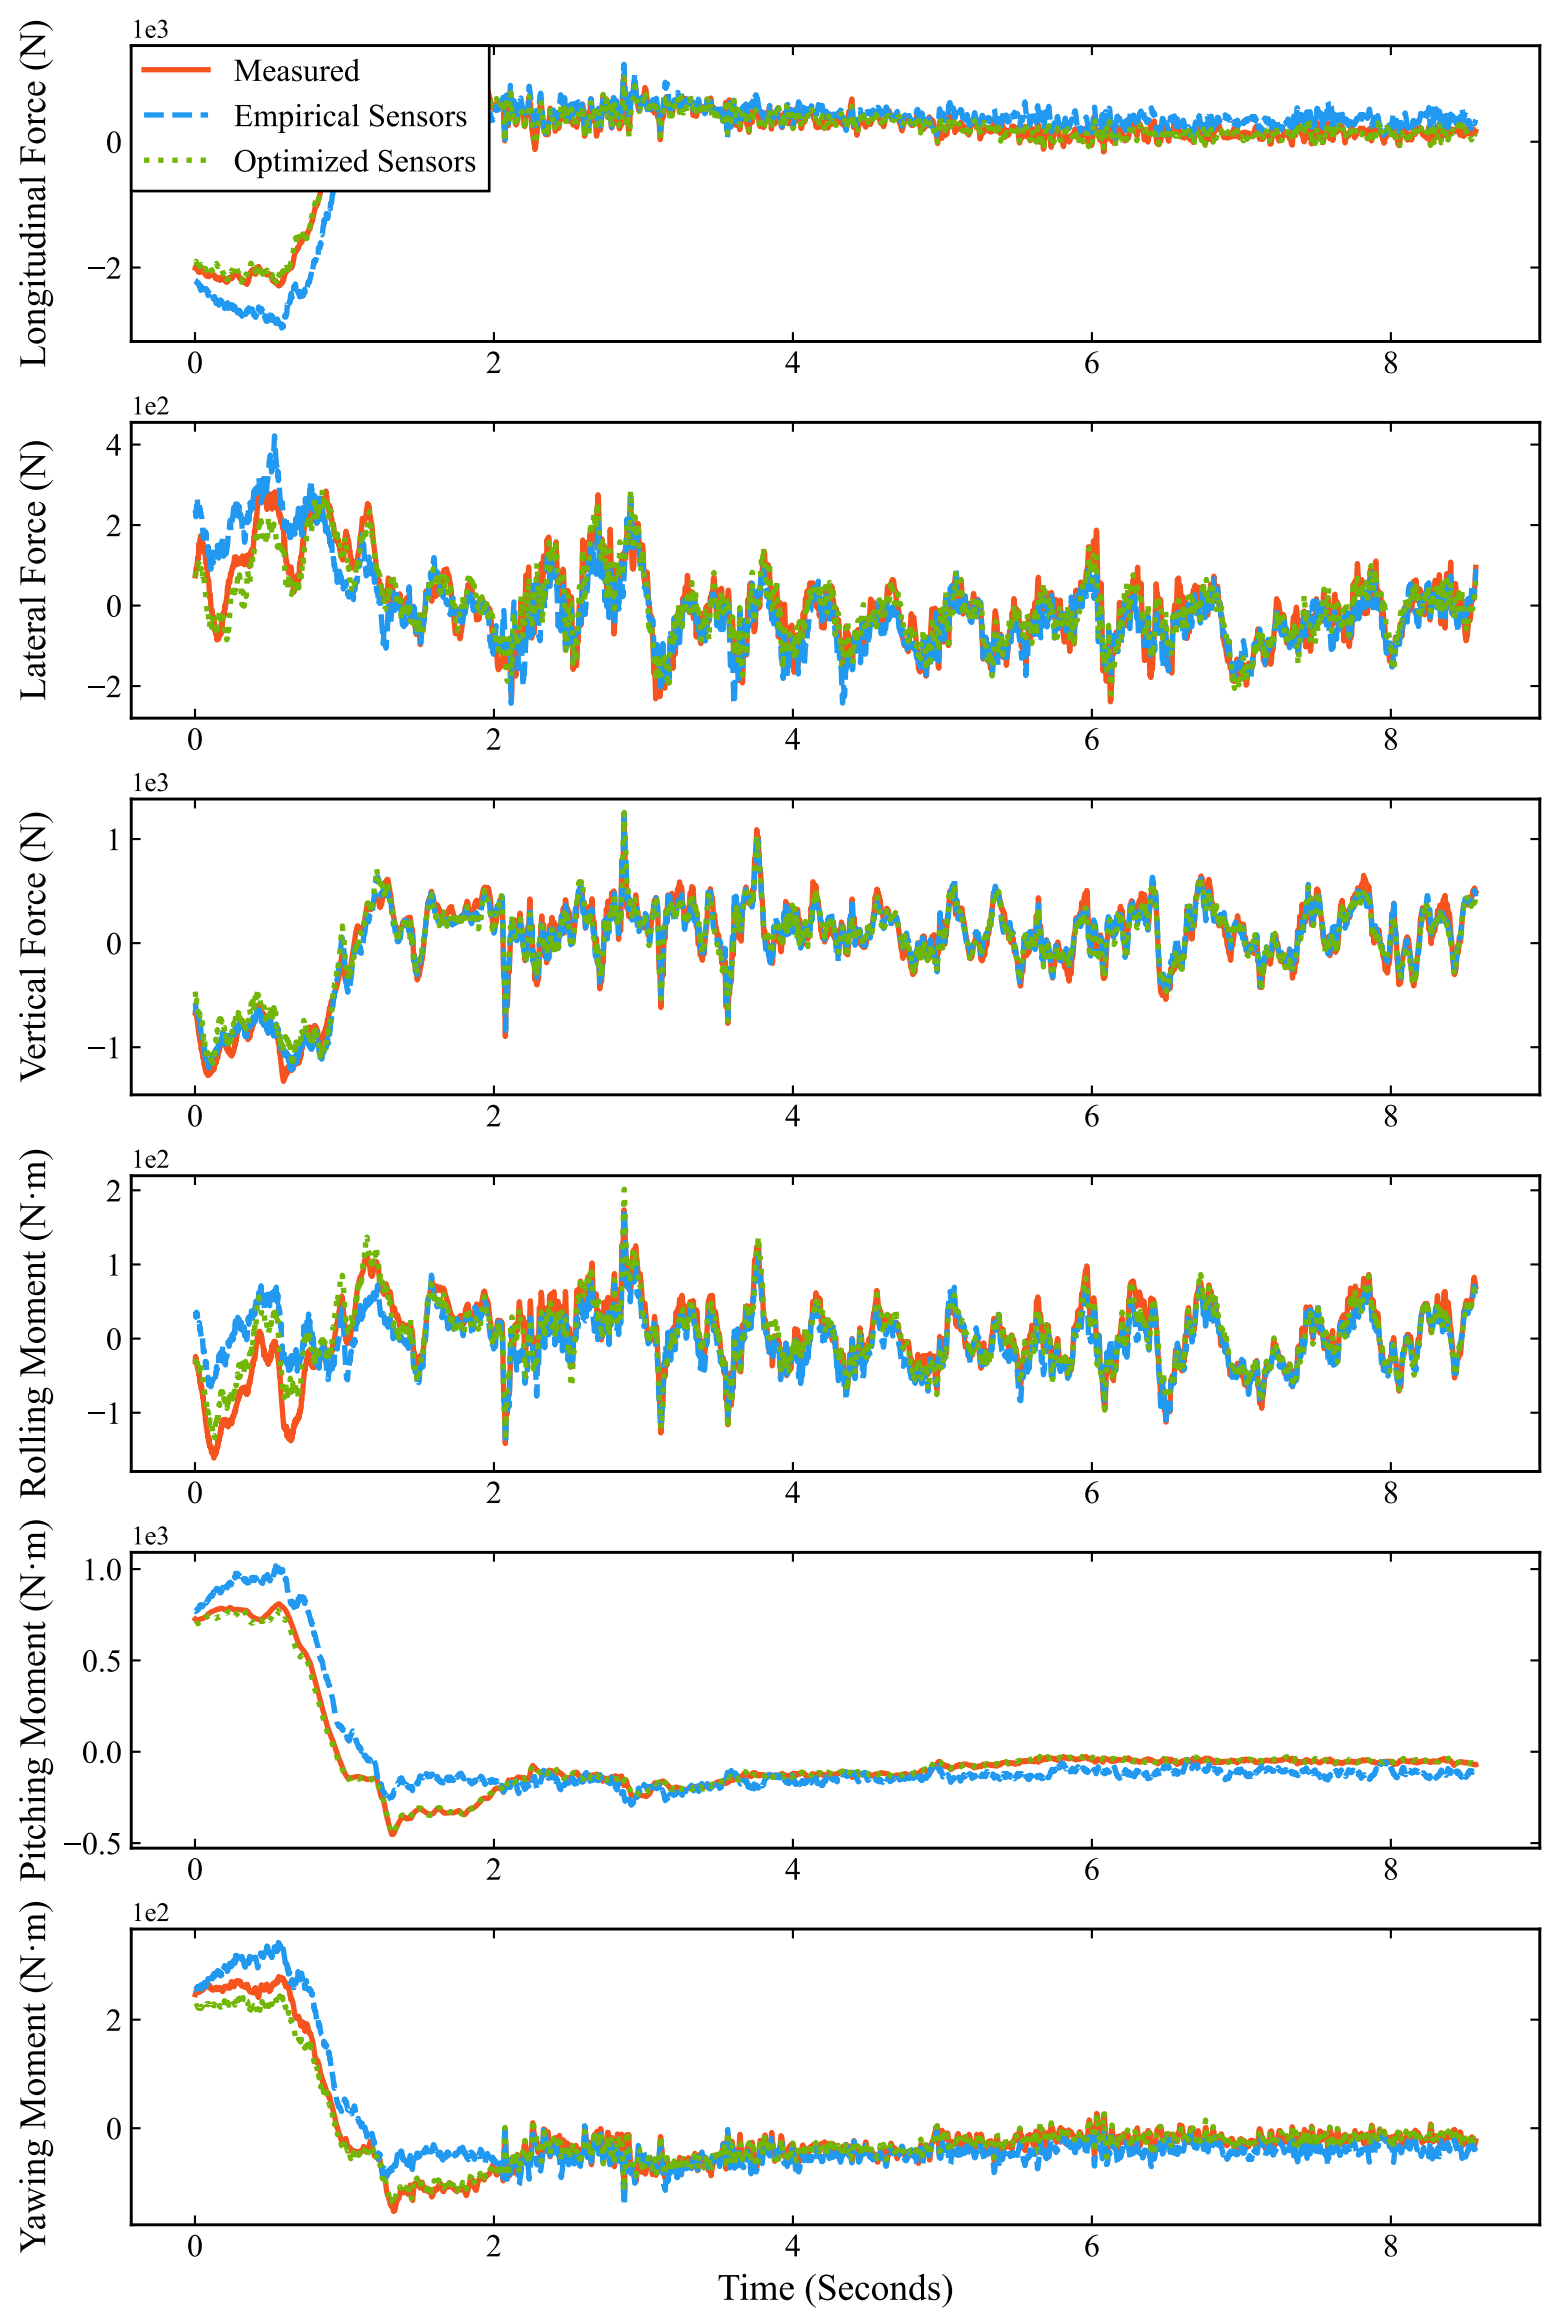 1e3
Longitudinal Force (N)
Measured
Empirical Sensors
Optimized Sensors
0
−2
0 2 4 6 8
1e2
Lateral Force (N)
4
2
0
−2
0 2 4 6 8
1e3
Vertical Force (N)
1
0
−1
0 2 4 6 8
1e2
Rolling Moment (N·m)
2
1
0
−1
0 2 4 6 8
1e3
Pitching Moment (N·m)
1.0
0.5
0.0
−0.5
0 2 4 6 8
1e2
Yawing Moment (N·m)
2
0
0 2 4 6 8
Time (Seconds)